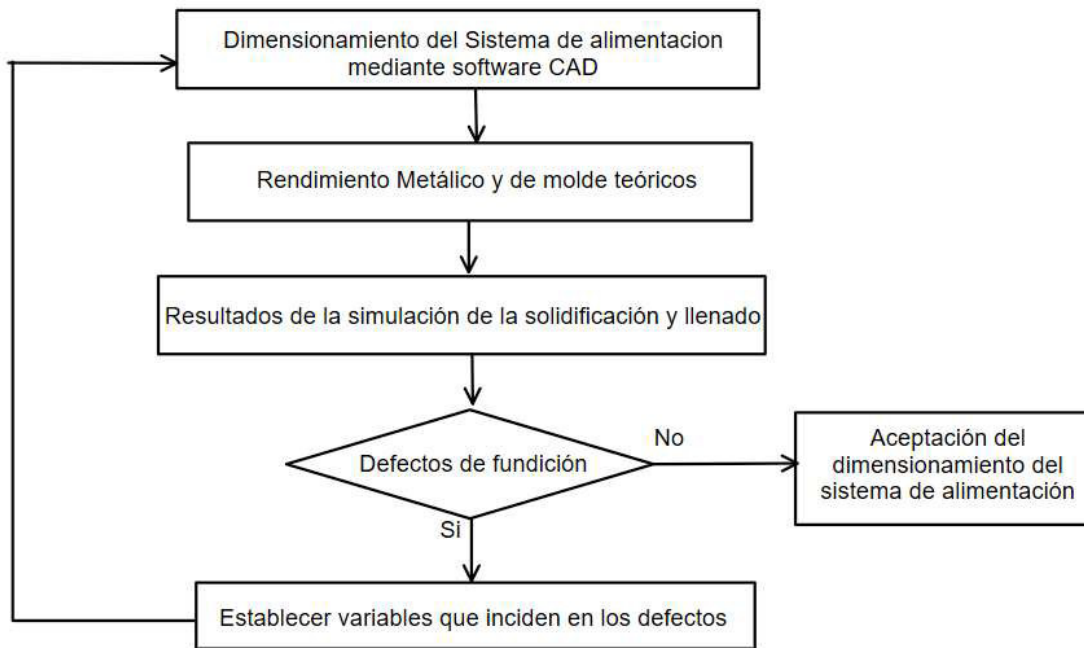 Dimensionamiento del Sistema de alimentacion
mediante software CAD
Rendimiento Metálico y de molde teóricos
Resultados de la simulación de la solidificación y llenado
Defectos de fundición
No
Aceptación del
dimensionamiento del
sistema de alimentación
Si
Establecer variables que inciden en los defectos